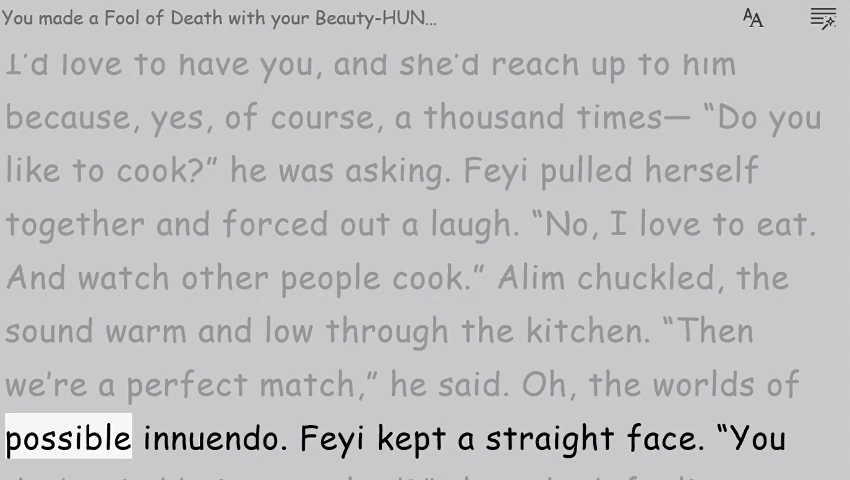 You made a Fool of Death with your Beauty-HUN...
I'd love to have you, and she'd reach up to him
because, yes, of course, a thousand times— “Do you
like to cook?” he was asking. Feyi pulled herself
together and forced out a laugh. “No, I love to eat.
And watch other people cook.” Alim chuckled, the
sound warm and low through the kitchen. “Then
we’re a perfect match,” he said. Oh, the worlds of
possible innuendo. Feyi kept a straight face. “You